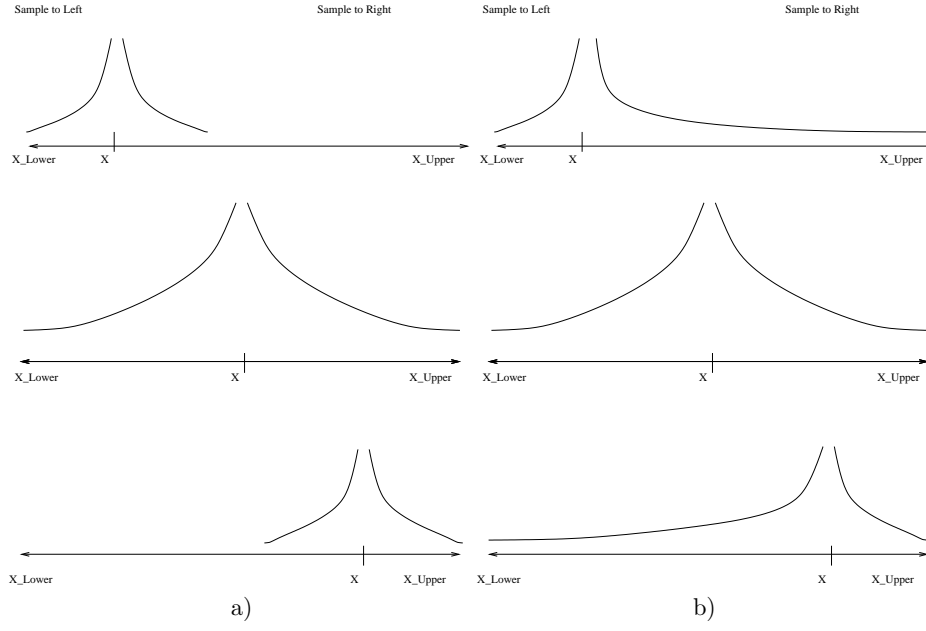 Sample to Left Sample to Right Sample to Left Sample to Right
X_Lower X X_Upper X_Lower X X_Upper
X_Lower X X_Upper X_Lower X X_Upper
X_Lower X X_Upper X_Lower X X_Upper
a) b)